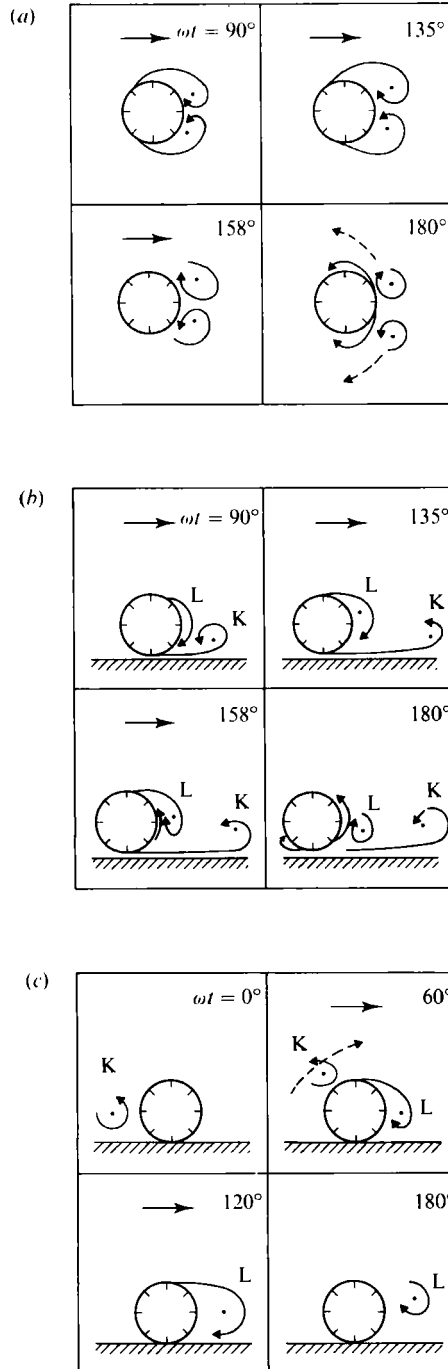 (a)
ωt = 90° 135°
158° 180°
(b)
ωt = 90° 135°
L K L K
158° 180°
L K L K
(c)
ωt = 0° 60°
K K L
120° 180°
L L